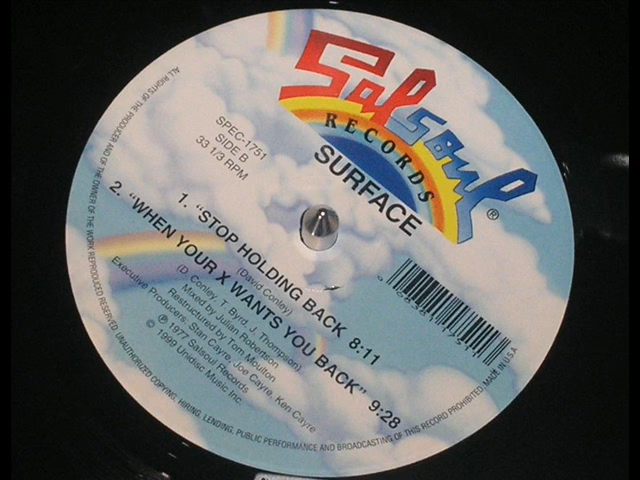 Salsoul
RECORDS
®
SURFACE
SPEC-1751
SIDE B
33 1/3 RPM
1. "STOP HOLDING BACK 8:11
(David Conley)
2. "WHEN YOUR X WANTS YOU BACK" 9:28
(D. Conley, T. Byrd, J. Thompson)
Mixed by Julian Robertson
Restructured by Tom Moulton
Executive Producers, Stan Cayre, Joe Cayre, Ken Cayre
℗ 1977 Salsoul Records
© 1999 Unidisc Music Inc.
ALL RIGHTS OF THE PRODUCER AND OF THE OWNER OF THE WORK REPRODUCED RESERVED. UNAUTHORIZED COPYING, HIRING, LENDING, PUBLIC PERFORMANCE AND BROADCASTING OF THIS RECORD PROHIBITED. MADE IN U.S.A